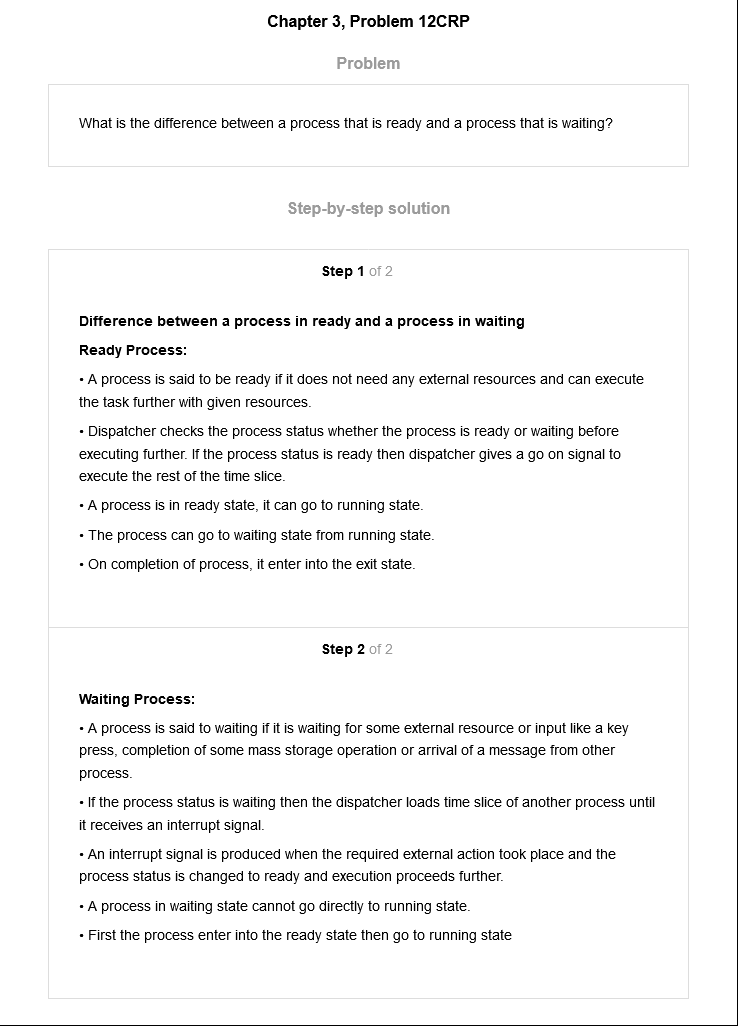 Chapter 3, Problem 12CRP
Problem
What is the difference between a process that is ready and a process that is waiting?
Step-by-step solution
Step 1 of 2
Difference between a process in ready and a process in waiting
Ready Process:
• A process is said to be ready if it does not need any external resources and can execute
the task further with given resources.
• Dispatcher checks the process status whether the process is ready or waiting before
executing further. If the process status is ready then dispatcher gives a go on signal to
execute the rest of the time slice.
• A process is in ready state, it can go to running state.
• The process can go to waiting state from running state.
• On completion of process, it enter into the exit state.
Step 2 of 2
Waiting Process:
• A process is said to waiting if it is waiting for some external resource or input like a key
press, completion of some mass storage operation or arrival of a message from other
process.
• If the process status is waiting then the dispatcher loads time slice of another process until
it receives an interrupt signal.
• An interrupt signal is produced when the required external action took place and the
process status is changed to ready and execution proceeds further.
• A process in waiting state cannot go directly to running state.
• First the process enter into the ready state then go to running state